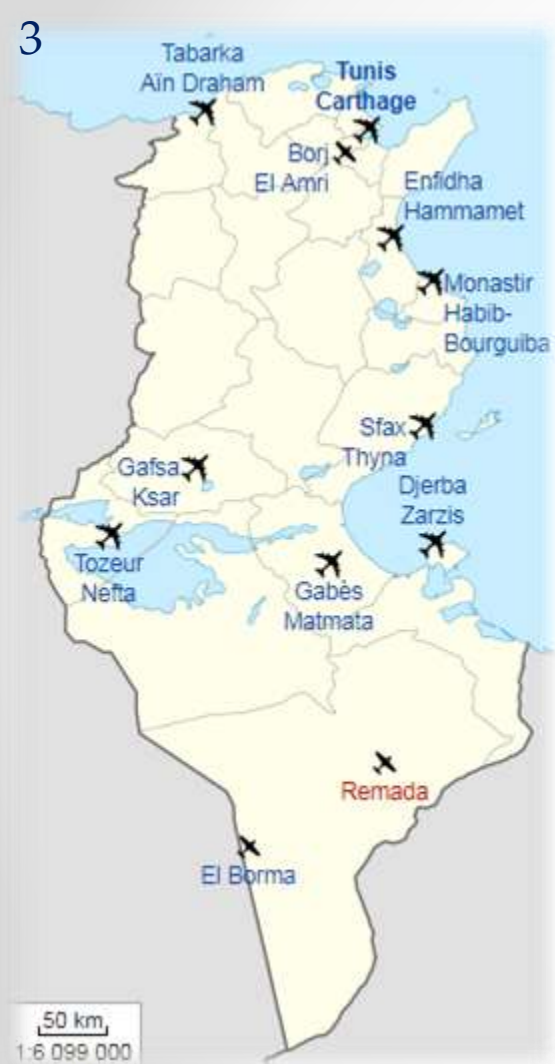 3
Tabarka
Aïn Draham
Tunis
Carthage
Borj
El Amri
Enfidha
Hammamet
Monastir
Habib-
Bourguiba
Sfax
Thyna
Gafsa
Ksar
Djerba
Zarzis
Tozeur
Nefta
Gabès
Matmata
Remada
El Borma
50 km
1:6 099 000